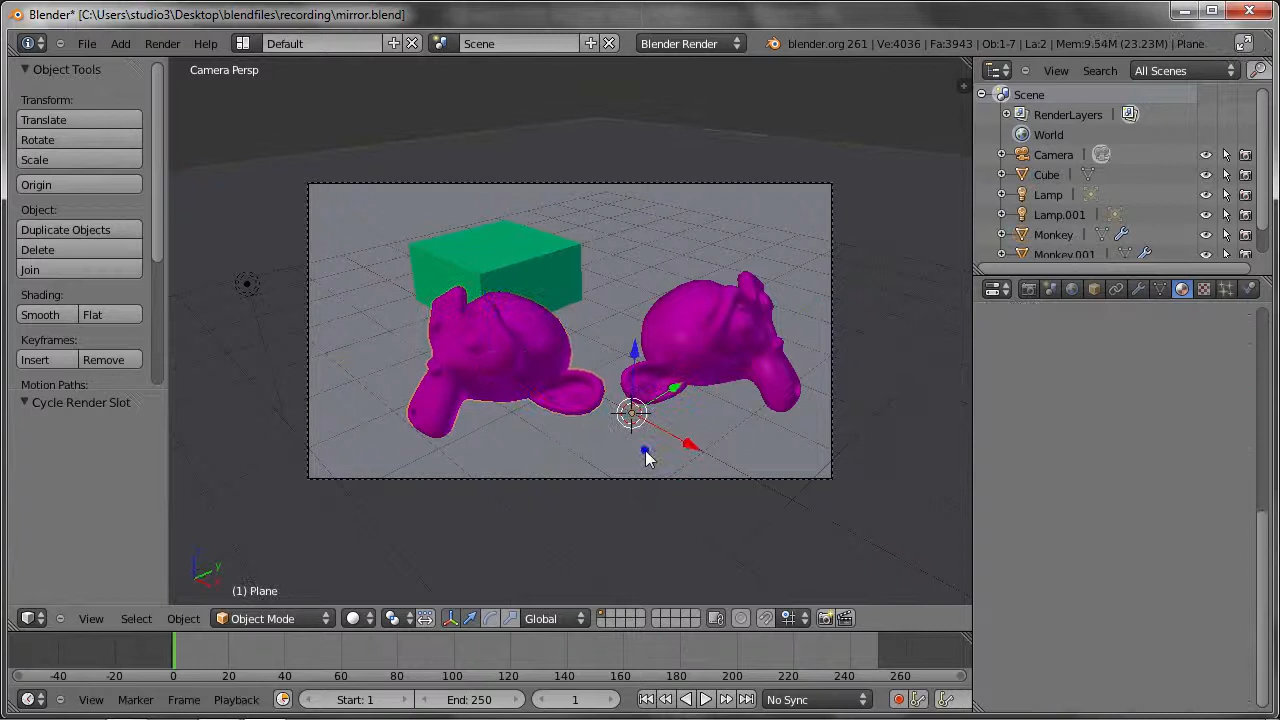 Blender* [C:\Users\studio3\Desktop\blendfiles\recording\mirror.blend]
File Add Render Help Default Scene Blender Render blender.org 261 | Ve:4036 | Fa:3943 | Ob:1-7 | La:2 | Mem:9.54M (23.23M) | Plane
Object Tools
Transform:
Translate
Rotate
Scale
Origin
Object:
Duplicate Objects
Delete
Join
Shading:
Smooth Flat
Keyframes:
Insert Remove
Motion Paths:
Cycle Render Slot
Camera Persp
z
y
x
(1) Plane
View Search All Scenes
Scene
RenderLayers |
World
Camera |
Cube |
Lamp |
Lamp.001 |
Monkey |
Monkey.001
View Select Object Object Mode Global
-40 -20 0 20 40 60 80 100 120 140 160 180 200 220 240 260
View Marker Frame Playback Start: 1 End: 250 1 No Sync